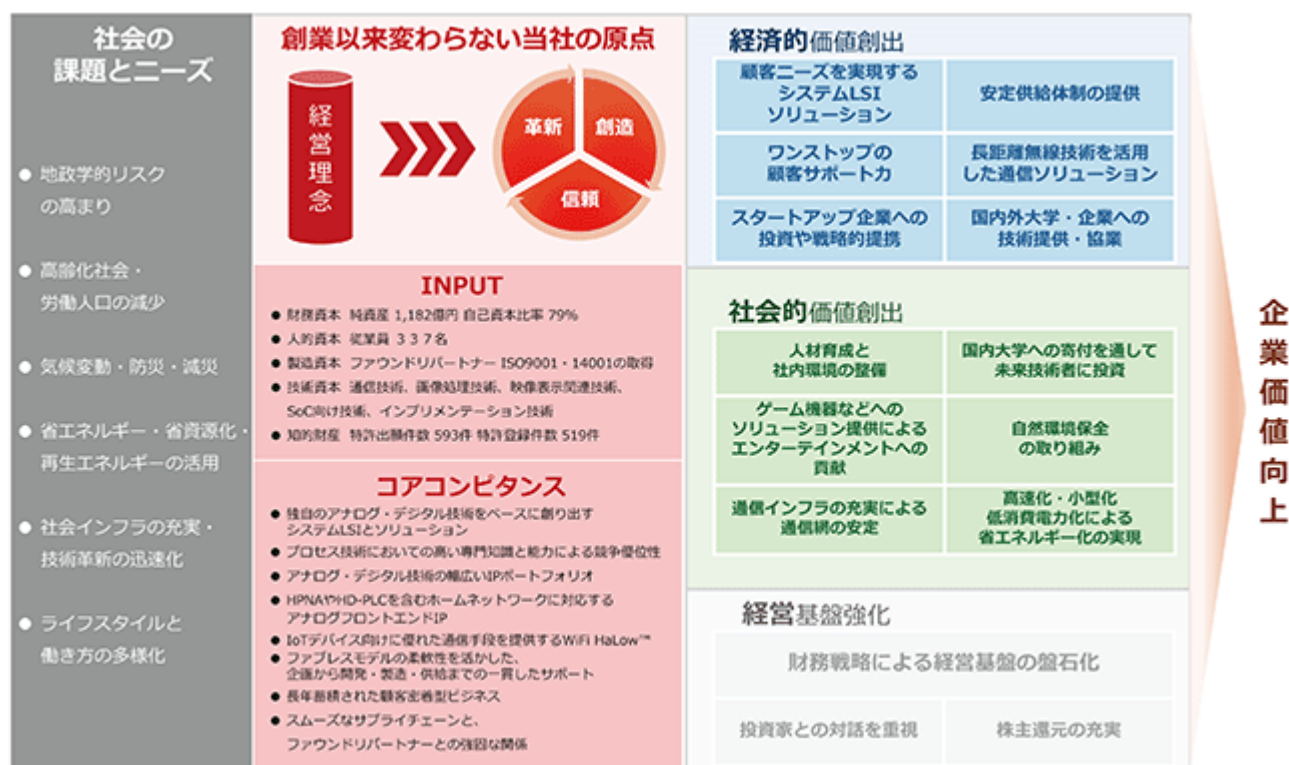 社会の
課題とニーズ
● 地政学的リスク
の高まり
● 高齢化社会・
労働人口の減少
● 気候変動・防災・減災
● 省エネルギー・省資源化・
再生エネルギーの活用
● 社会インフラの充実・
技術革新の迅速化
● ライフスタイルと
働き方の多様化
創業以来変わらない当社の原点
経営理念
革新
創造
信頼
INPUT
● 財務資本 純資産 1,182億円 自己資本比率 79%
● 人的資本 従業員 ３３７名
● 製造資本 ファウンドリパートナー ISO9001・14001の取得
● 技術資本 通信技術、画像処理技術、映像表示関連技術、
SoC向け技術、インプリメンテーション技術
● 知的財産 特許出願件数 593件 特許登録件数 519件
コアコンピタンス
● 独自のアナログ・デジタル技術をベースに創り出す
システムLSIとソリューション
● プロセス技術においての高い専門知識と能力による競争優位性
● アナログ・デジタル技術の幅広いIPポートフォリオ
● HPNAやHD-PLCを含むホームネットワークに対応する
アナログフロントエンドIP
● IoTデバイス向けに優れた通信手段を提供するWiFi HaLow™
● ファブレスモデルの柔軟性を活かした、
企画から開発・製造・供給までの一貫したサポート
● 長年蓄積された顧客密着型ビジネス
● スムーズなサプライチェーンと、
ファウンドリパートナーとの強固な関係
経済的価値創出
顧客ニーズを実現する
システムLSI
ソリューション
安定供給体制の提供
ワンストップの
顧客サポート力
長距離無線技術を活用
した通信ソリューション
スタートアップ企業への
投資や戦略的提携
国内外大学・企業への
技術提供・協業
社会的価値創出
人材育成と
社内環境の整備
国内大学への寄付を通して
未来技術者に投資
ゲーム機器などへの
ソリューション提供による
エンターテインメントへの
貢献
自然環境保全
の取り組み
通信インフラの充実による
通信網の安定
高速化・小型化
低消費電力化による
省エネルギー化の実現
経営基盤強化
財務戦略による経営基盤の盤石化
投資家との対話を重視
株主還元の充実
企業価値向上